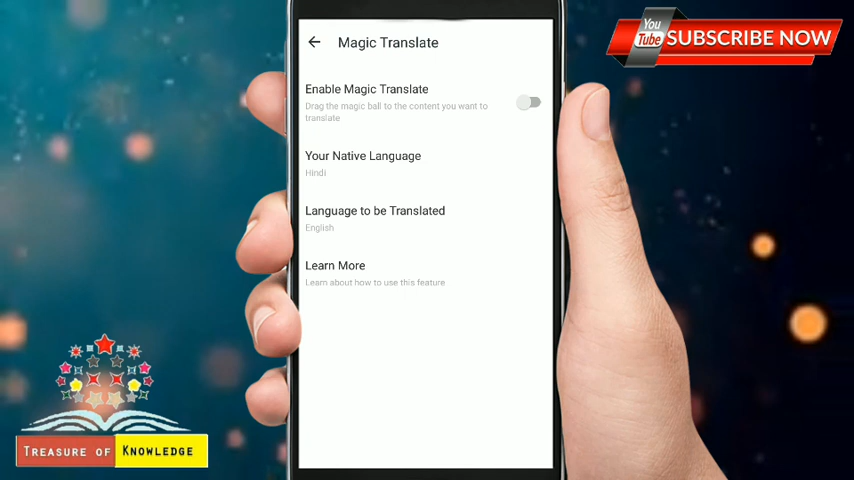 You
Tube SUBSCRIBE NOW
Magic Translate
Enable Magic Translate
Drag the magic ball to the content you want to
translate
Your Native Language
Hindi
Language to be Translated
English
Learn More
Learn about how to use this feature
TREASURE OF KNOWLEDGE